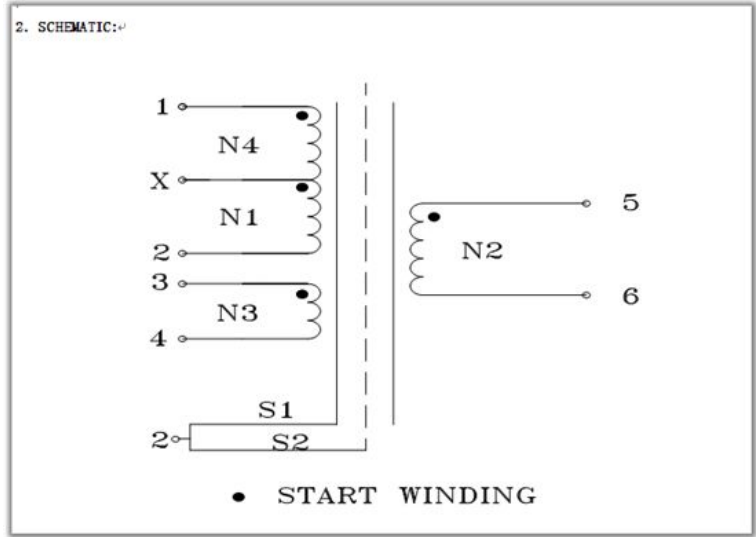 2. SCHEMATIC:↵
1
N4
X
N1
2
3
N3
4
5
N2
6
S1
2
S2
● START WINDING